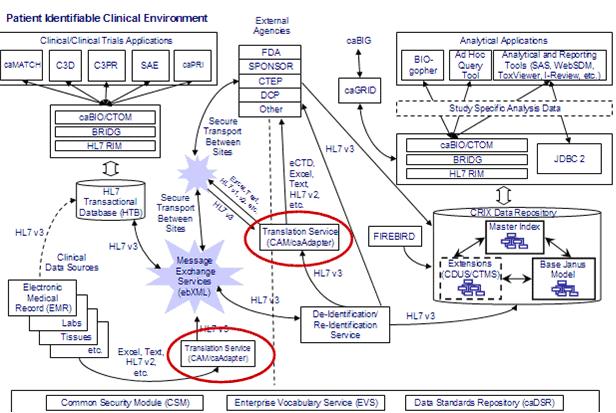 Patient Identifiable Clinical Environment
External
Agencies
Clinical/Clinical Trials Applications
caMATCH
C3D
C3PR
SAE
caPRI
FDA
SPONSOR
CTEP
DCP
Other
caBIG
caGRID
Analytical Applications
BIO-
gopher
Ad Hoc
Query
Tool
Analytical and Reporting
Tools (SAS, WebSDM,
ToxViewer, I-Review, etc.)
Study Specific Analysis Data
caBIO/CTOM
BRIDG
HL7 RIM
Secure
Transport
Between
Sites
HL7 v3
caBIO/CTOM
BRIDG
HL7 RIM
JDBC 2
eCTD,
Excel,
Text,
HL7 v2,
etc.
Excel, Text,
HL7 v1, v2, etc.
HL7 v3
HL7
Transactional
Database (HTB)
Secure
Transport
Between
Sites
Translation Service
(CAM/caAdapter)
FIREBIRD
CRIX Data Repository
Master Index
Extensions
(CDUS/CTMS)
Base Janus
Model
HL7 v3
HL7 v3
Clinical
Data Sources
Message
Exchange
Services
(ebXML)
HL7 v3
HL7 v3
Electronic
Medical
Record (EMR)
Labs
Tissues
etc.
HL7 v3
De-Identification/
Re-Identification
Service
HL7 v3
Excel, Text,
HL7 v2,
etc.
Translation Service
(CAM/caAdapter)
Common Security Module (CSM)
Enterprise Vocabulary Service (EVS)
Data Standards Repository (caDSR)